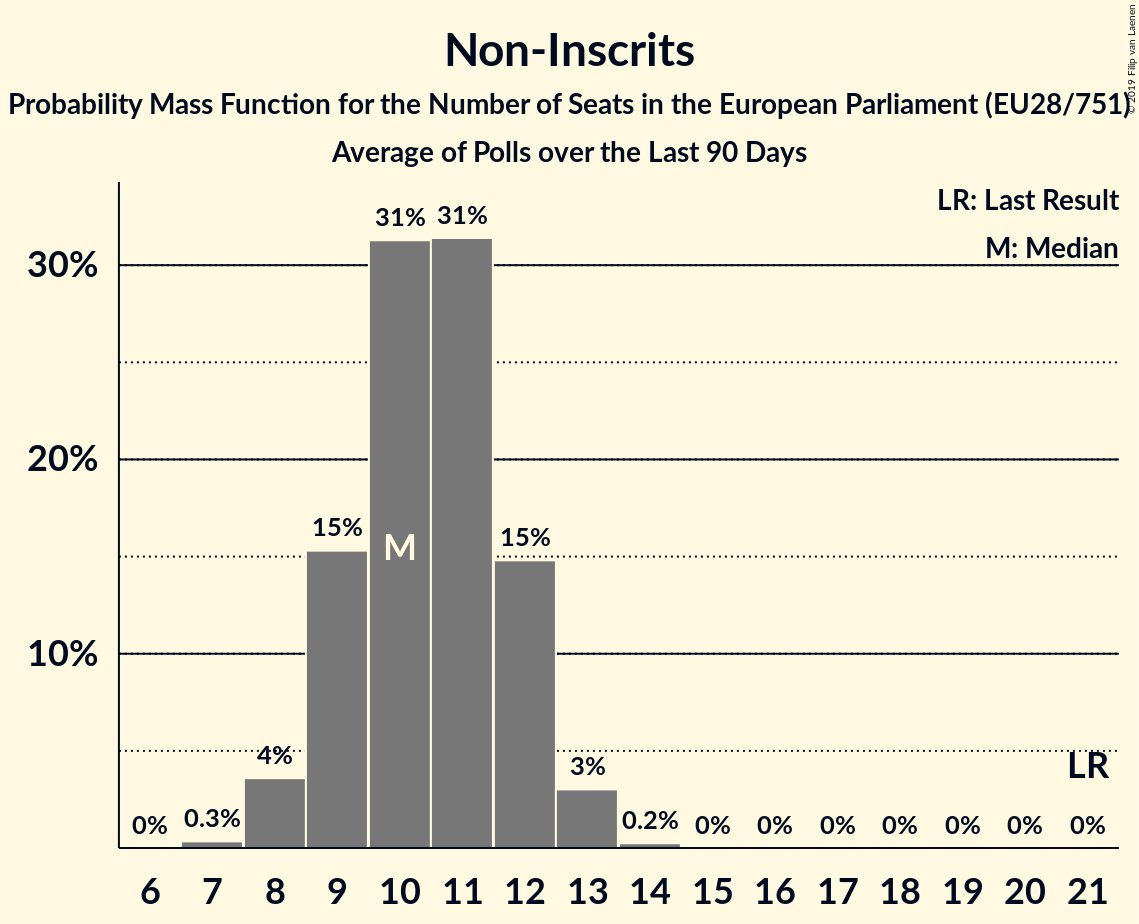 Non-Inscrits
Probability Mass Function for the Number of Seats in the European Parliament (EU28/751)
Average of Polls over the Last 90 Days
© 2019 Filip van Laenen
LR: Last Result
M: Median
31% 31%
30%
20%
15% 15%
M
10%
4% 3% LR
0% 0.3% 0.2% 0% 0% 0% 0% 0% 0% 0%
6 7 8 9 10 11 12 13 14 15 16 17 18 19 20 21